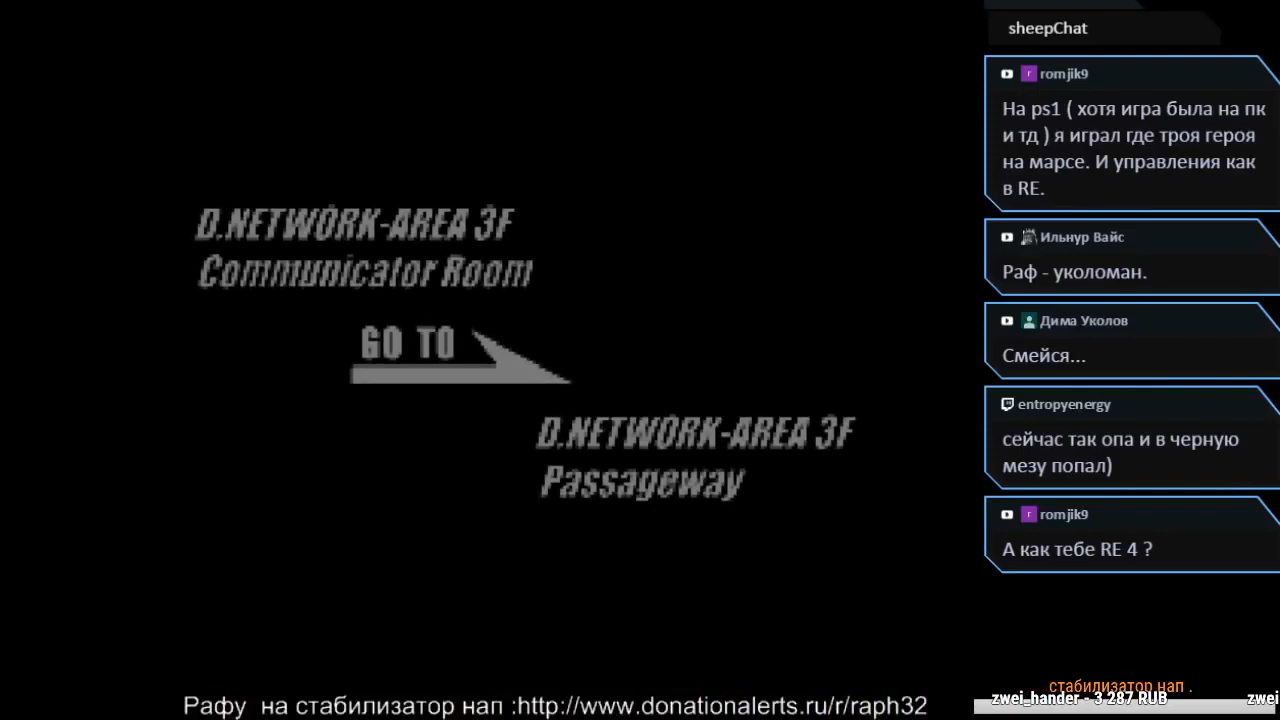 D.NETWORK-AREA 3F
Communicator Room
GO TO
D.NETWORK-AREA 3F
Passageway
sheepChat
romjik9
На ps1 ( хотя игра была на пк
и тд ) я играл где троя героя
на марсе. И управления как
в RE.
Ильнур Вайс
Раф - уколоман.
Дима Уколов
Смейся...
entropyenergy
сейчас так опа и в черную
мезу попал)
romjik9
А как тебе RE 4 ?
стабилизатор нап .
zwei_hander - 3 287 RUB
zwei
Рафу на стабилизатор нап :http://www.donationalerts.ru/r/raph32